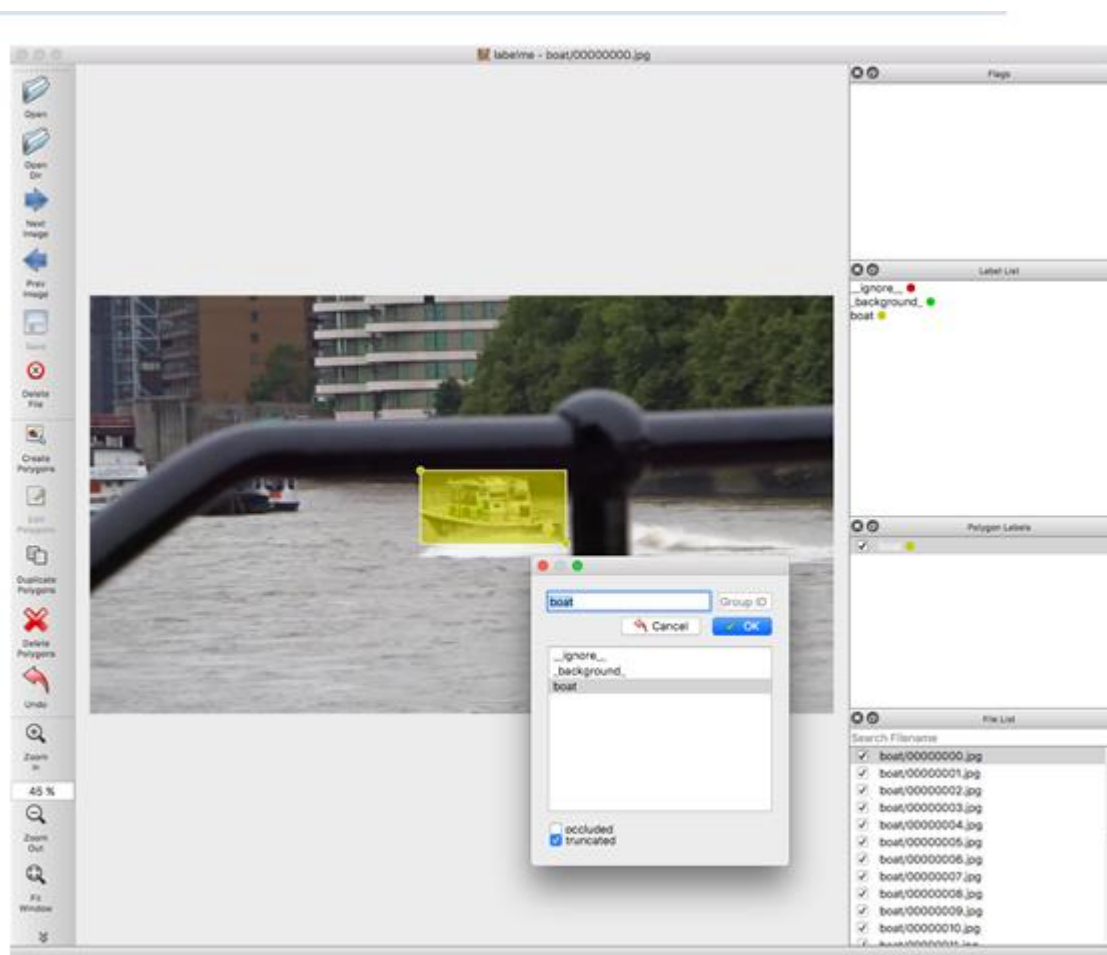 labelme - boat/00000000.jpg
Open
Open
Dir
Next
Image
Prev
Image
Save
Delete
File
Create
Polygons
Edit
Polygons
Duplicate
Polygons
Delete
Polygons
Undo
Zoom
In
45 %
Zoom
Out
Fit
Window
boat
Group ID
Cancel
OK
__ignore__
_background_
boat
occluded
truncated
Flags
Label List
__ignore__
_background_
boat
Polygon Labels
boat
File List
Search Filename
boat/00000000.jpg
boat/00000001.jpg
boat/00000002.jpg
boat/00000003.jpg
boat/00000004.jpg
boat/00000005.jpg
boat/00000006.jpg
boat/00000007.jpg
boat/00000008.jpg
boat/00000009.jpg
boat/00000010.jpg
boat/00000011.jpg